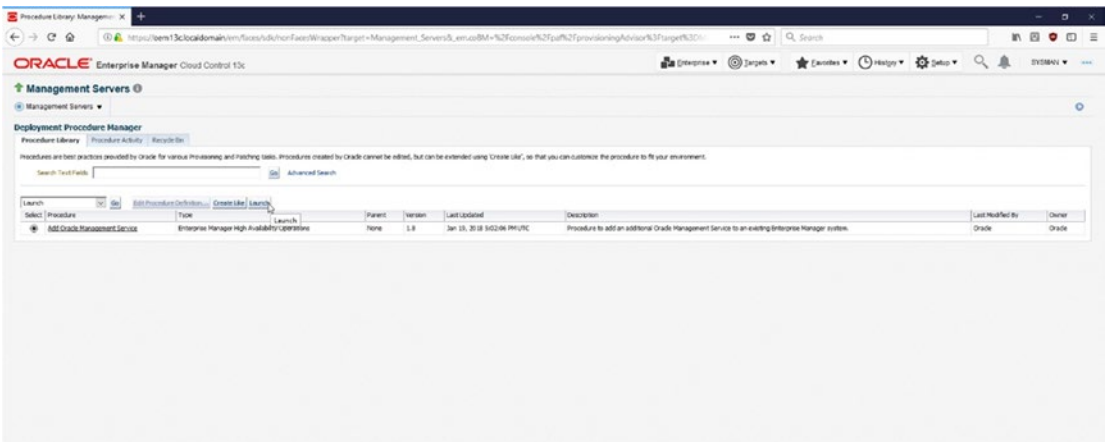 Procedure Library: Management
https://oem13c.localdomain/em/faces/sdk/nonFacesWrapper?target=Management_Servers&_em.coBM=%2Fconsole%2Fpaf%2FprovisioningAdvisor%3Ftarget%3D
Search
ORACLE Enterprise Manager Cloud Control 13c
Enterprise Targets Favorites History Setup SYSMAN
Management Servers
Management Servers
Deployment Procedure Manager
Procedure Library Procedure Activity Recycle Bin
Procedures are best practices provided by Oracle for various Provisioning and Patching tasks. Procedures created by Oracle cannot be edited, but can be extended using 'Create Like', so that you can customize the procedure to fit your environment.
Search Text Fields Go Advanced Search
Launch Go Edit Procedure Definition... Create Like Launch
Select Procedure Type Parent Version Last Updated Description Last Modified By Owner
Launch
Add Oracle Management Service Enterprise Manager High Availability Operations None 1.8 Jan 19, 2018 5:02:06 PM UTC Procedure to add an additional Oracle Management Service to an existing Enterprise Manager system. Oracle Oracle